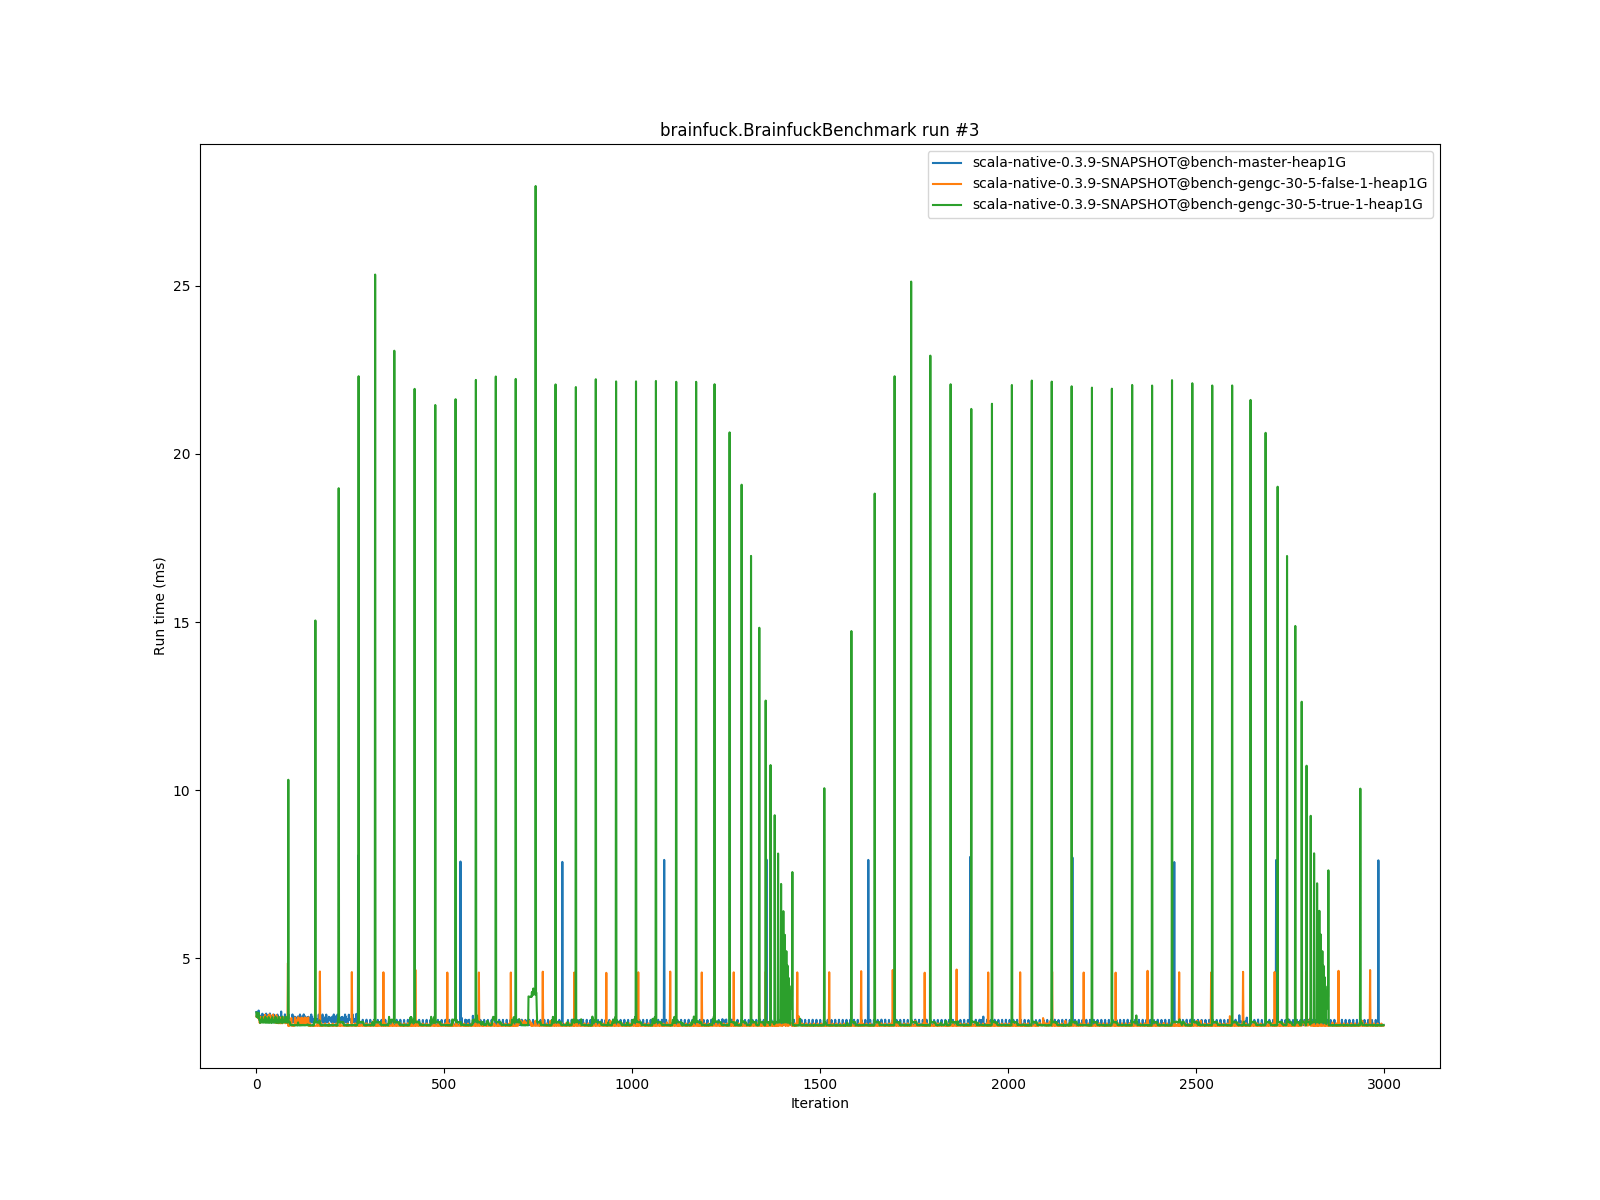 brainfuck.BrainfuckBenchmark run #3
scala-native-0.3.9-SNAPSHOT@bench-master-heap1G
scala-native-0.3.9-SNAPSHOT@bench-gengc-30-5-false-1-heap1G
scala-native-0.3.9-SNAPSHOT@bench-gengc-30-5-true-1-heap1G
25
20
15
10
5
Run time (ms)
0 500 1000 1500 2000 2500 3000
Iteration